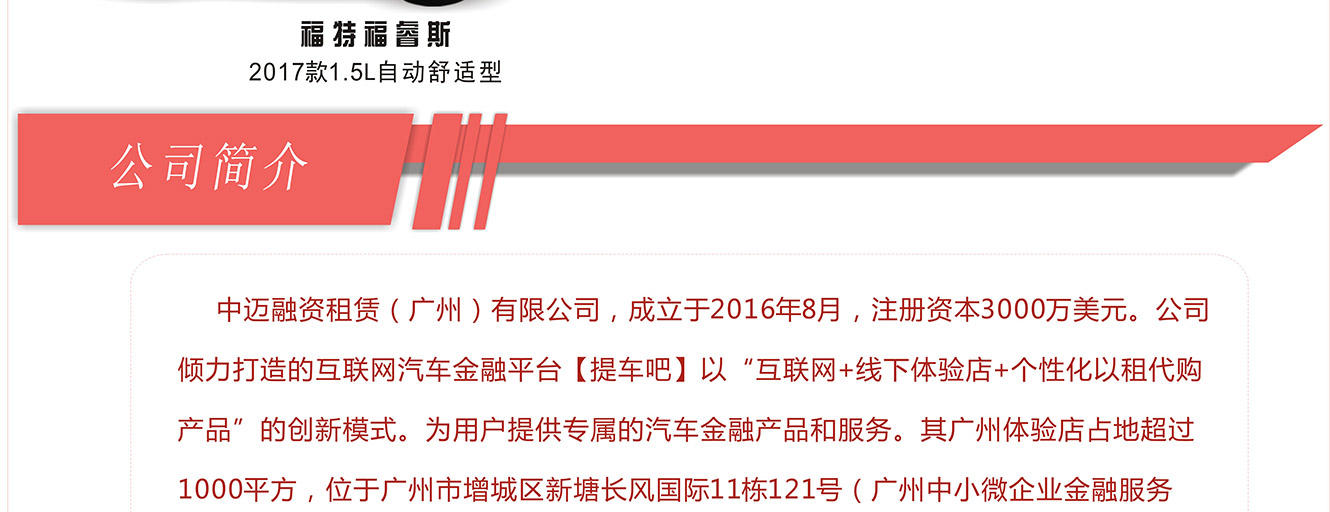 福特福睿斯
2017款1.5L自动舒适型
公司简介
中迈融资租赁（广州）有限公司，成立于2016年8月，注册资本3000万美元。公司
倾力打造的互联网汽车金融平台【提车吧】以“互联网+线下体验店+个性化以租代购
产品”的创新模式。为用户提供专属的汽车金融产品和服务。其广州体验店占地超过
1000平方，位于广州市增城区新塘长风国际11栋121号（广州中小微企业金融服务